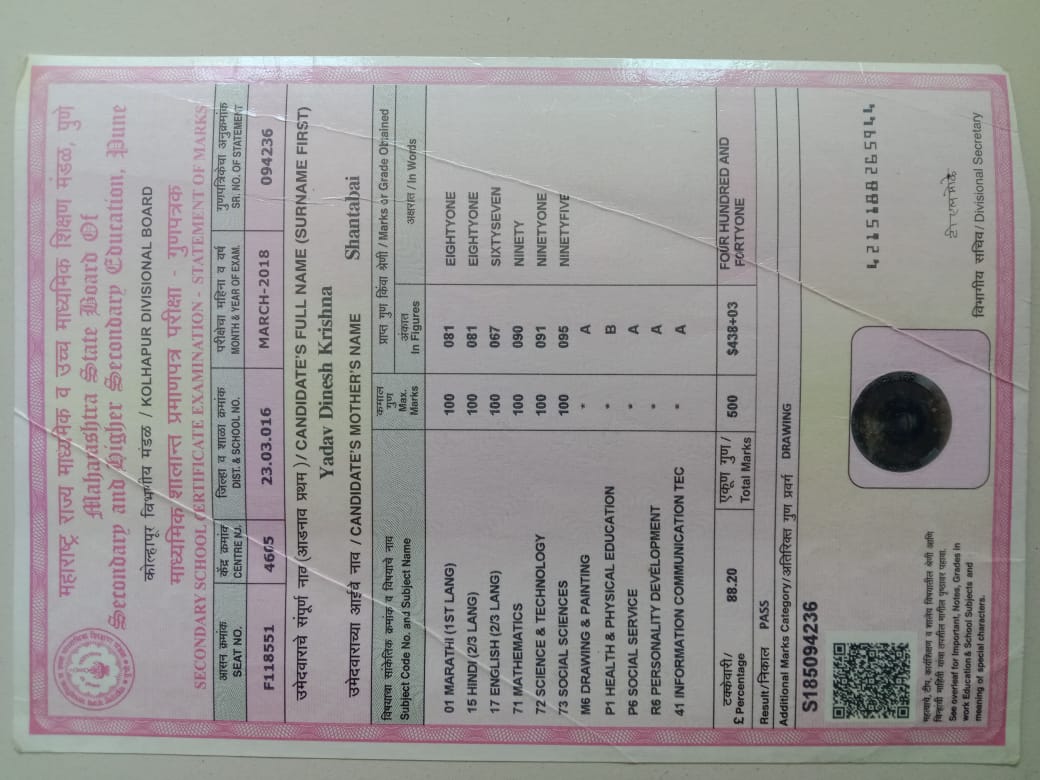 महाराष्ट्र राज्य माध्यमिक व उच्च माध्यमिक शिक्षण मंडळ, पुणे
Maharashtra State Board Of
Secondary and Higher Secondary Education, Pune
कोल्हापूर विभागीय मंडळ / KOLHAPUR DIVISIONAL BOARD
माध्यमिक शालान्त प्रमाणपत्र परीक्षा - गुणपत्रक
SECONDARY SCHOOL CERTIFICATE EXAMINATION - STATEMENT OF MARKS
आसन क्रमांक SEAT NO. केंद्र क्रमांक CENTRE NO. जिल्हा व शाळा क्रमांक DIST. & SCHOOL NO. परीक्षेचा महिना व वर्ष MONTH & YEAR OF EXAM. गुणपत्रिकेचा अनुक्रमांक SR. NO. OF STATEMENT
F118551 4605 23.03.016 MARCH-2018 094236
उमेदवाराचे संपूर्ण नाव (आडनाव प्रथम) / CANDIDATE'S FULL NAME (SURNAME FIRST)
Yadav Dinesh Krishna
उमेदवाराच्या आईचे नाव / CANDIDATE'S MOTHER'S NAME Shantabai
विषयाचा सांकेतिक क्रमांक व विषयाचे नाव Subject Code No. and Subject Name कमाल गुण Max. Marks प्राप्त गुण किंवा श्रेणी / Marks or Grade Obtained
अंकात In Figures अक्षरात / In Words
01 MARATHI (1ST LANG) 100 081 EIGHTYONE
15 HINDI (2/3 LANG) 100 081 EIGHTYONE
17 ENGLISH (2/3 LANG) 100 067 SIXTYSEVEN
71 MATHEMATICS 100 090 NINETY
72 SCIENCE & TECHNOLOGY 100 091 NINETYONE
73 SOCIAL SCIENCES 100 095 NINETYFIVE
M6 DRAWING & PAINTING * A
P1 HEALTH & PHYSICAL EDUCATION * B
P6 SOCIAL SERVICE * A
R6 PERSONALITY DEVELOPMENT * A
41 INFORMATION COMMUNICATION TEC * A
टक्केवारी / £ Percentage 88.20 एकूण गुण / Total Marks 500 $438+03 FOUR HUNDRED AND FORTYONE
Result / निकाल PASS
Additional Marks Category / अतिरिक्त गुण प्रवर्ग DRAWING
S185094236
4215188265944
See overleaf for Important, Notes, Grades in
work Education & School Subjects and
meaning of special characters.
विभागीय सचिव / Divisional Secretary